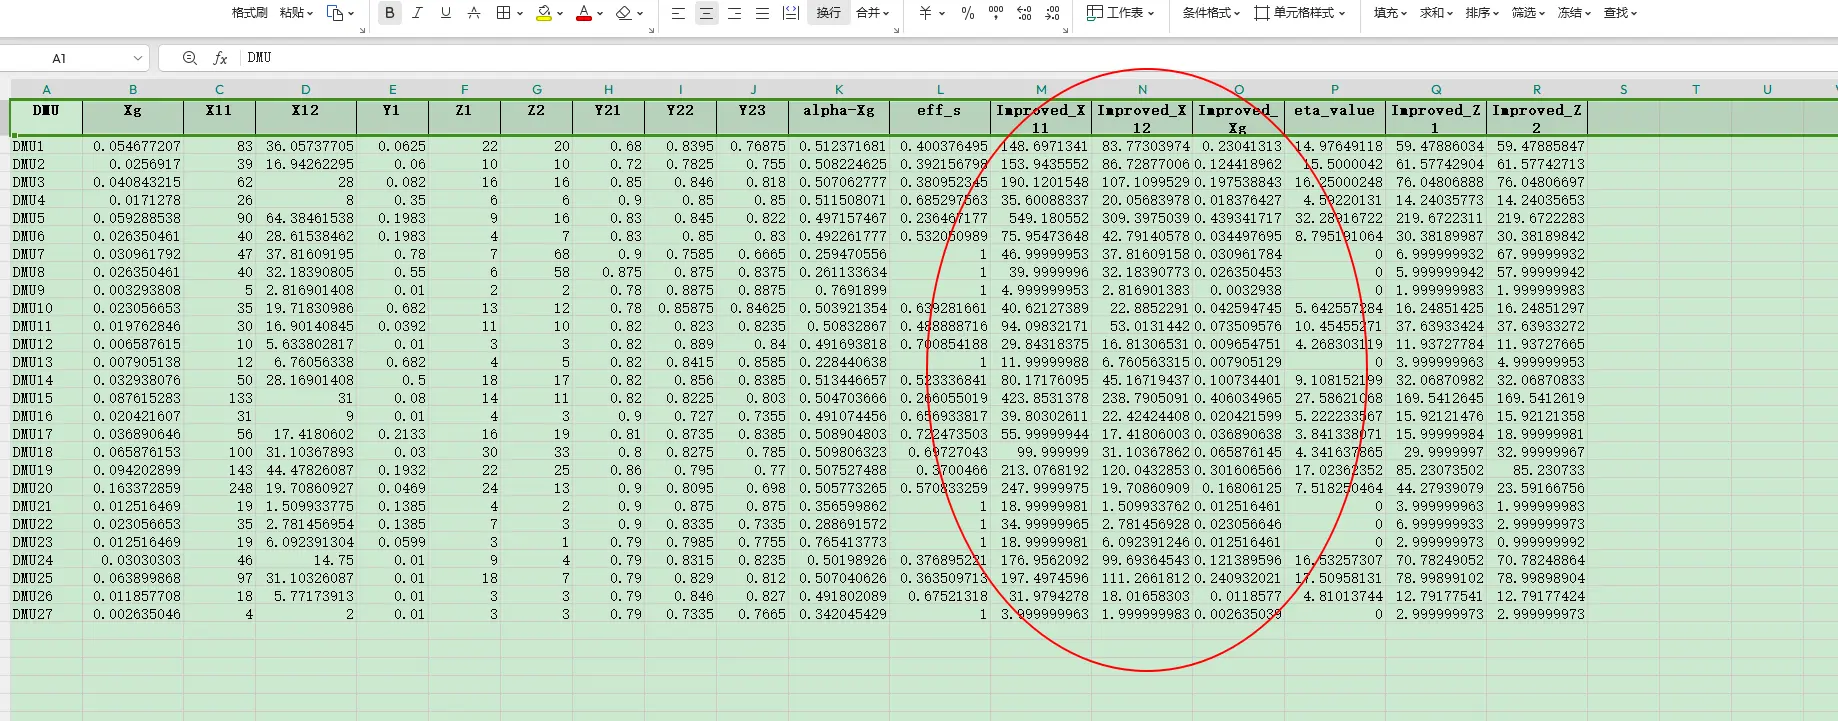 格式刷 粘贴 B I U A 换行 合并 ¥ % 工作表 条件格式 单元格样式 填充 求和 排序 筛选 冻结 查找
A1 fx DMU
A B C D E F G H I J K L M N O P Q R S T U
DMU Xg X11 X12 Y1 Z1 Z2 Y21 Y22 Y23 alpha-Xg eff_s Improved_X11 Improved_X12 Improved_Xg eta_value Improved_Z1 Improved_Z2
DMU1 0.054677207 83 36.05737705 0.0625 22 20 0.68 0.8395 0.76875 0.512371681 0.400376495 148.6971341 83.77303974 0.23041313 14.97649118 59.47886034 59.47885847
DMU2 0.0256917 39 16.94262295 0.06 10 10 0.72 0.7825 0.755 0.508224625 0.392156798 153.9435552 86.72877006 0.124418962 15.5000042 61.57742904 61.57742713
DMU3 0.040843215 62 28 0.082 16 16 0.85 0.846 0.818 0.507062777 0.380952345 190.1201548 107.1099529 0.197538843 16.25000248 76.04806888 76.04806697
DMU4 0.0171278 26 8 0.35 6 6 0.9 0.85 0.85 0.511508071 0.685297563 35.60088337 20.05683978 0.018376427 4.59220131 14.24035773 14.24035653
DMU5 0.059288538 90 64.38461538 0.1983 9 16 0.83 0.845 0.822 0.497157467 0.236467177 549.180552 309.3975039 0.439341717 32.28916722 219.6722311 219.6722283
DMU6 0.026350461 40 28.61538462 0.1983 4 7 0.83 0.85 0.83 0.492261777 0.532050989 75.95473648 42.79140578 0.034497695 8.795191064 30.38189987 30.38189842
DMU7 0.030961792 47 37.81609195 0.78 7 68 0.9 0.7585 0.6665 0.259470556 1 46.99999953 37.81609158 0.030961784 0 6.999999932 67.99999932
DMU8 0.026350461 40 32.18390805 0.55 6 58 0.875 0.875 0.8375 0.261133634 1 39.9999996 32.18390773 0.026350453 0 5.999999942 57.99999942
DMU9 0.003293808 5 2.816901408 0.01 2 2 0.78 0.8875 0.8875 0.7691899 1 4.999999953 2.816901383 0.0032938 0 1.999999983 1.999999983
DMU10 0.023056653 35 19.71830986 0.682 13 12 0.78 0.85875 0.84625 0.503921354 0.639281661 40.62127389 22.8852291 0.042594745 5.642557284 16.24851425 16.24851297
DMU11 0.019762846 30 16.90140845 0.0392 11 10 0.82 0.823 0.8235 0.50832867 0.488888716 94.09832171 53.0131442 0.073509576 10.45455271 37.63933424 37.63933272
DMU12 0.006587615 10 5.633802817 0.01 3 3 0.82 0.889 0.84 0.491693818 0.700854188 29.84318375 16.81306531 0.009654751 4.268303119 11.93727784 11.93727665
DMU13 0.007905138 12 6.76056338 0.682 4 5 0.82 0.8415 0.8585 0.228440638 1 11.99999988 6.760563315 0.007905129 0 3.999999963 4.999999953
DMU14 0.032938076 50 28.16901408 0.5 18 17 0.82 0.856 0.8385 0.513446657 0.523336841 80.17176095 45.16719437 0.100734401 9.108152199 32.06870982 32.06870833
DMU15 0.087615283 133 31 0.08 14 11 0.82 0.8225 0.803 0.504703666 0.266055019 423.8531378 238.7905091 0.406034965 27.58621068 169.5412645 169.5412619
DMU16 0.020421607 31 9 0.01 4 3 0.9 0.727 0.7355 0.491074456 0.656933817 39.80302611 22.42424408 0.020421599 5.222233567 15.92121476 15.92121358
DMU17 0.036890646 56 17.4180602 0.2133 16 19 0.81 0.8735 0.8385 0.508904803 0.722473503 55.99999944 17.41806003 0.036890638 3.841338071 15.99999984 18.99999981
DMU18 0.065876153 100 31.10367893 0.03 30 33 0.8 0.8275 0.785 0.509806323 0.69727043 99.999999 31.10367862 0.065876145 4.341637865 29.9999997 32.99999967
DMU19 0.094202899 143 44.47826087 0.1932 22 25 0.86 0.795 0.77 0.507527488 0.3700466 213.0768192 120.0432853 0.301606566 17.02362352 85.23073502 85.230733
DMU20 0.163372859 248 19.70860927 0.0469 24 13 0.9 0.8095 0.698 0.505773265 0.570833259 247.9999975 19.70860909 0.16806125 7.518250464 44.27939079 23.59166756
DMU21 0.012516469 19 1.509933775 0.1385 4 2 0.9 0.875 0.875 0.356599862 1 18.99999981 1.509933762 0.012516461 0 3.999999963 1.999999983
DMU22 0.023056653 35 2.781456954 0.1385 7 3 0.9 0.8335 0.7335 0.288691572 1 34.99999965 2.781456928 0.023056646 0 6.999999933 2.999999973
DMU23 0.012516469 19 6.092391304 0.0599 3 1 0.79 0.7985 0.7755 0.765413773 1 18.99999981 6.092391246 0.012516461 0 2.999999973 0.999999992
DMU24 0.03030303 46 14.75 0.01 9 4 0.79 0.8315 0.8235 0.50198926 0.376895221 176.9562092 99.69364543 0.121389596 16.53257307 70.78249052 70.78248864
DMU25 0.063899868 97 31.10326087 0.01 18 7 0.79 0.829 0.812 0.507040626 0.363509713 197.4974596 111.2661812 0.240932021 17.50958131 78.99899102 78.99898904
DMU26 0.011857708 18 5.77173913 0.01 3 3 0.79 0.846 0.827 0.491802089 0.67521318 31.9794278 18.01658303 0.0118577 4.81013744 12.79177541 12.79177424
DMU27 0.002635046 4 2 0.01 3 3 0.79 0.7335 0.7665 0.342045429 1 3.999999963 1.999999983 0.002635039 0 2.999999973 2.999999973